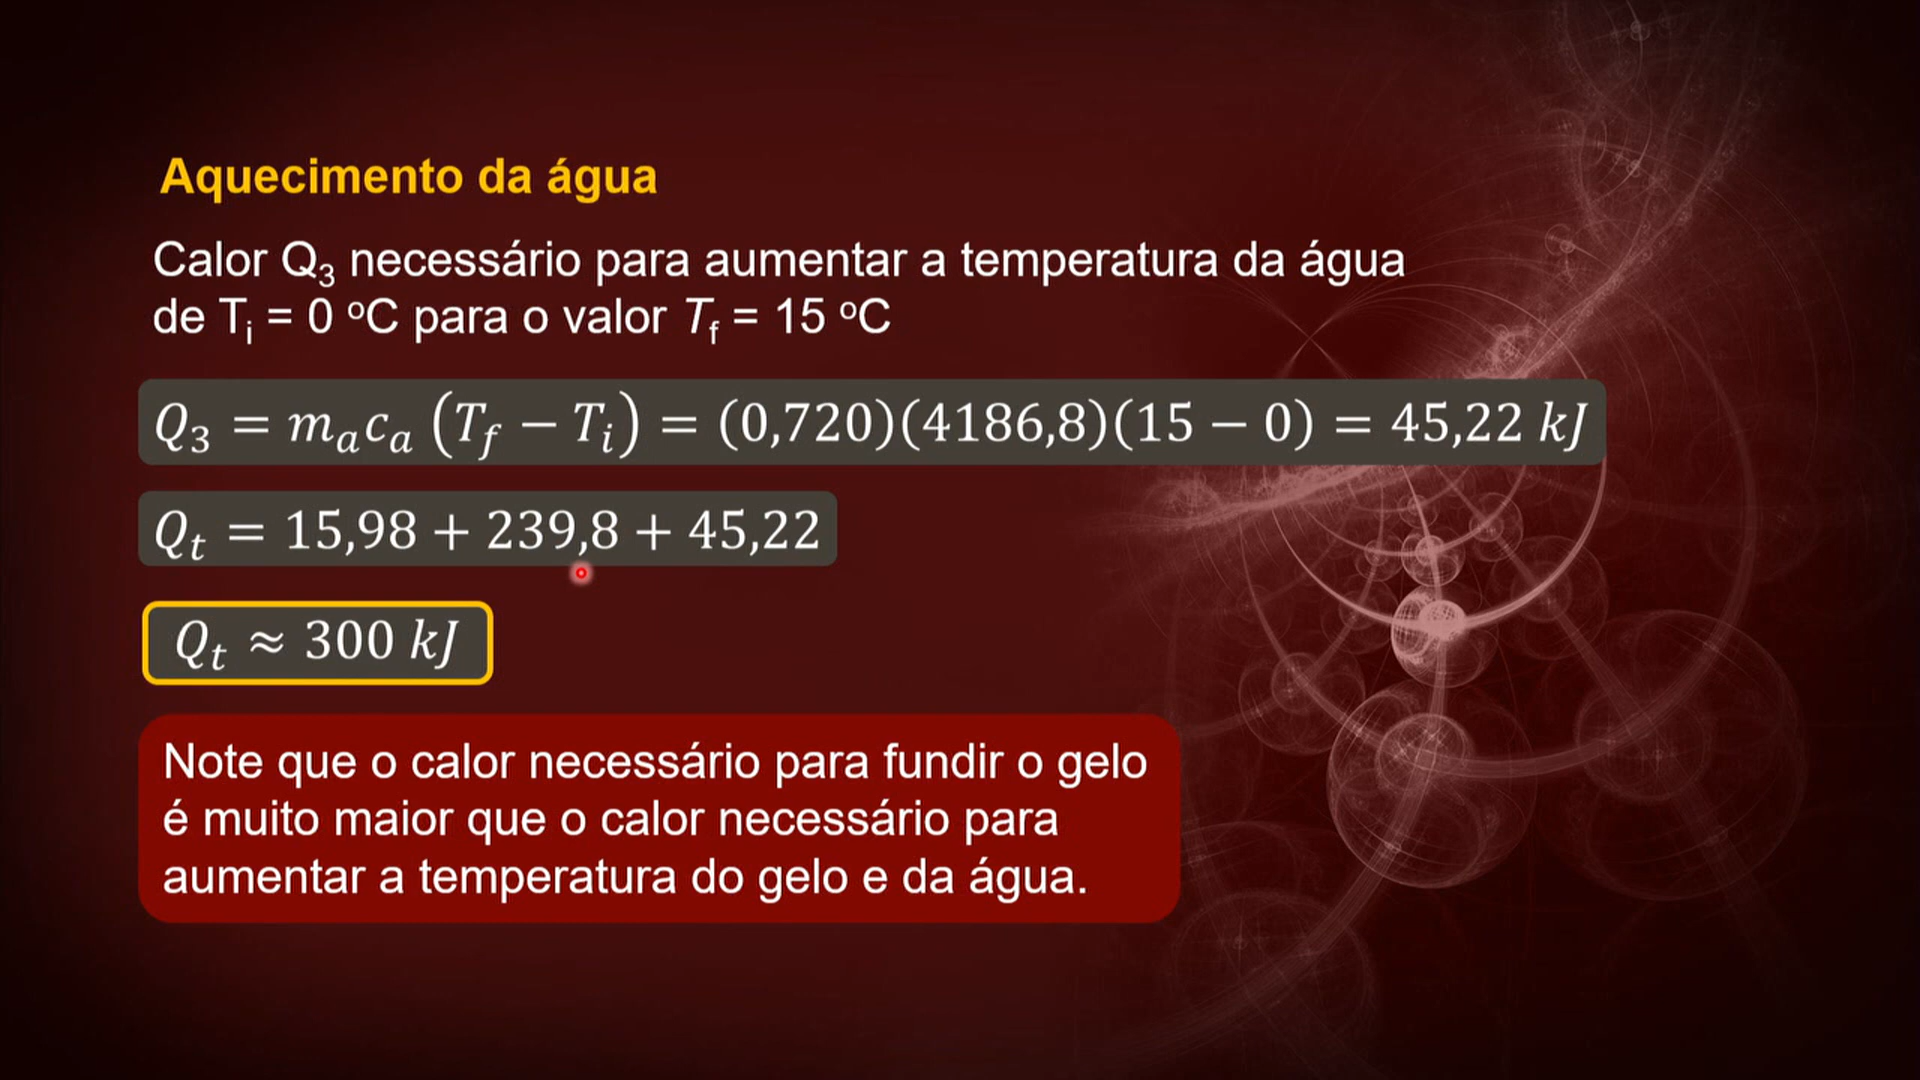 Aquecimento da água
Calor Q₃ necessário para aumentar a temperatura da água
de Tᵢ = 0 ºC para o valor T_f = 15 ºC
Q₃ = mₐcₐ (T_f − Tᵢ) = (0,720)(4186,8)(15 − 0) = 45,22 kJ
Qₜ = 15,98 + 239,8 + 45,22
Qₜ ≈ 300 kJ
Note que o calor necessário para fundir o gelo
é muito maior que o calor necessário para
aumentar a temperatura do gelo e da água.